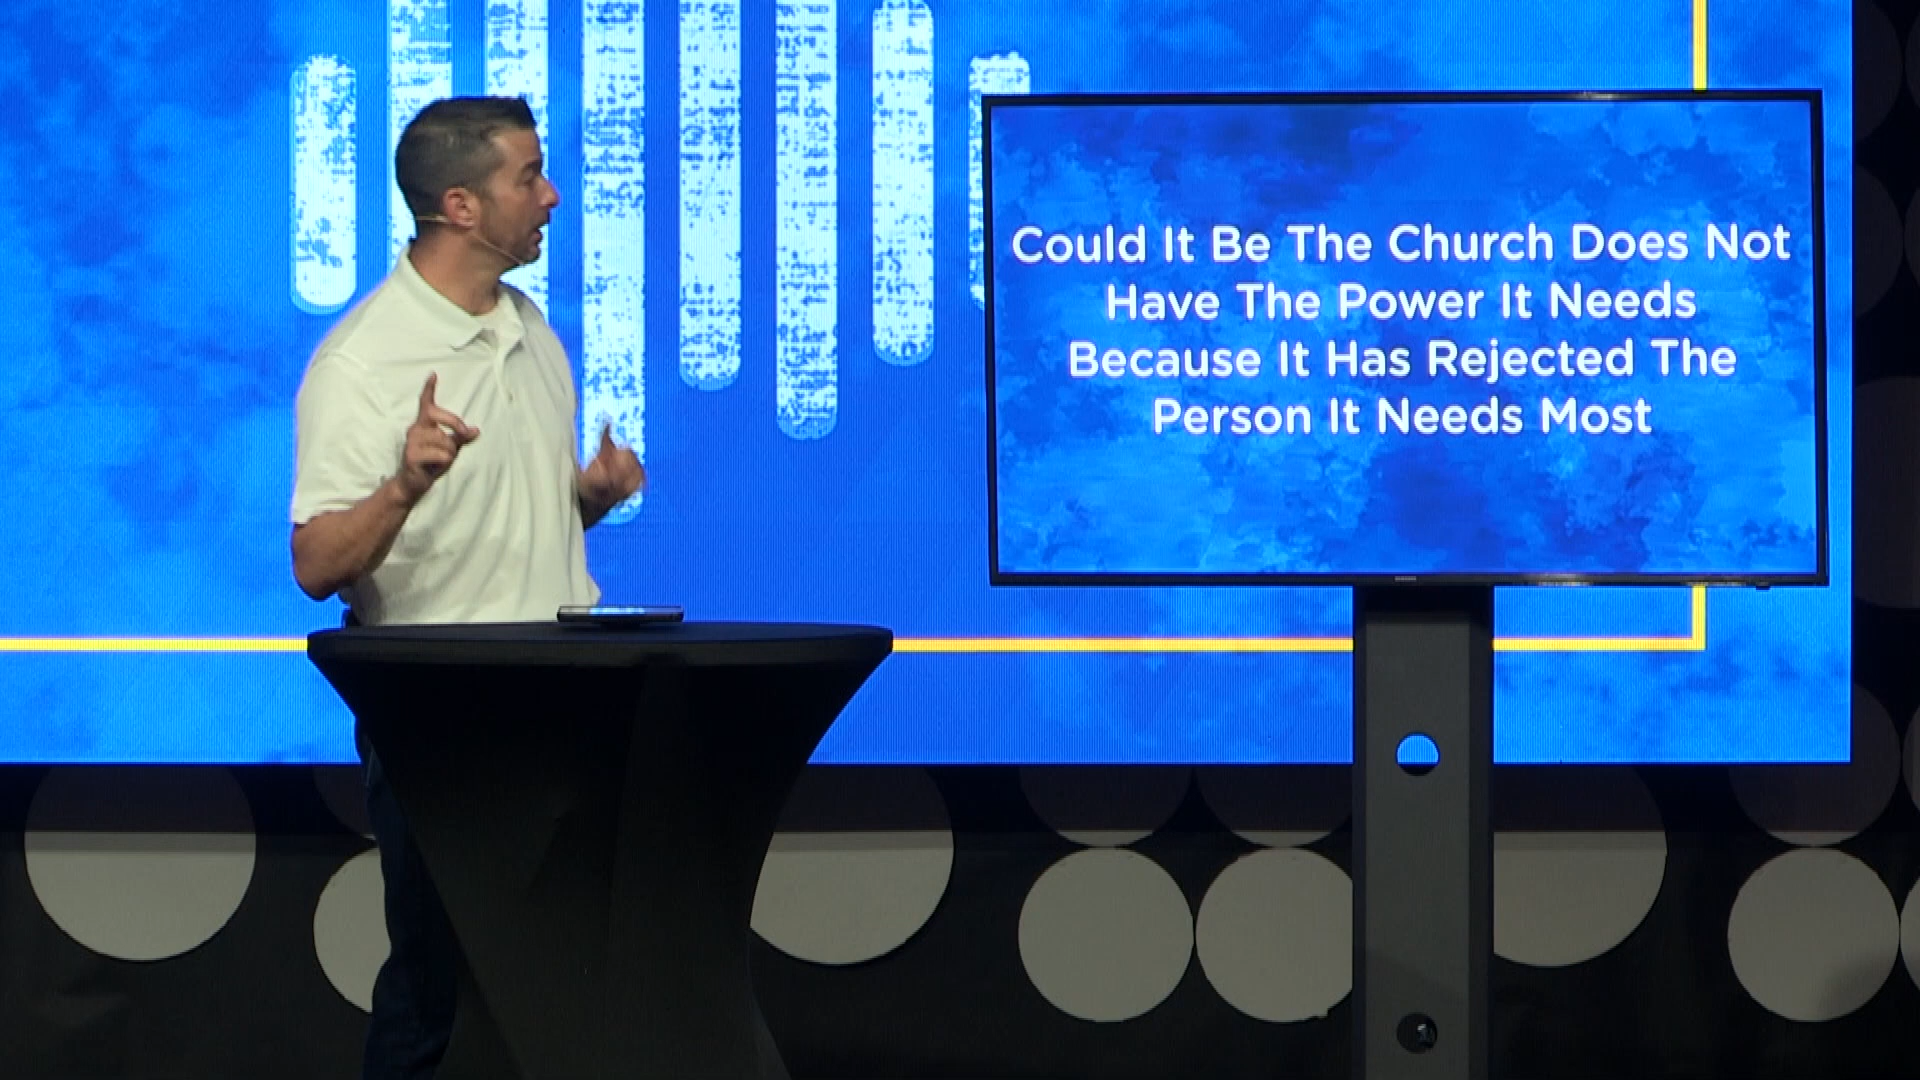 Could It Be The Church Does Not
Have The Power It Needs
Because It Has Rejected The
Person It Needs Most